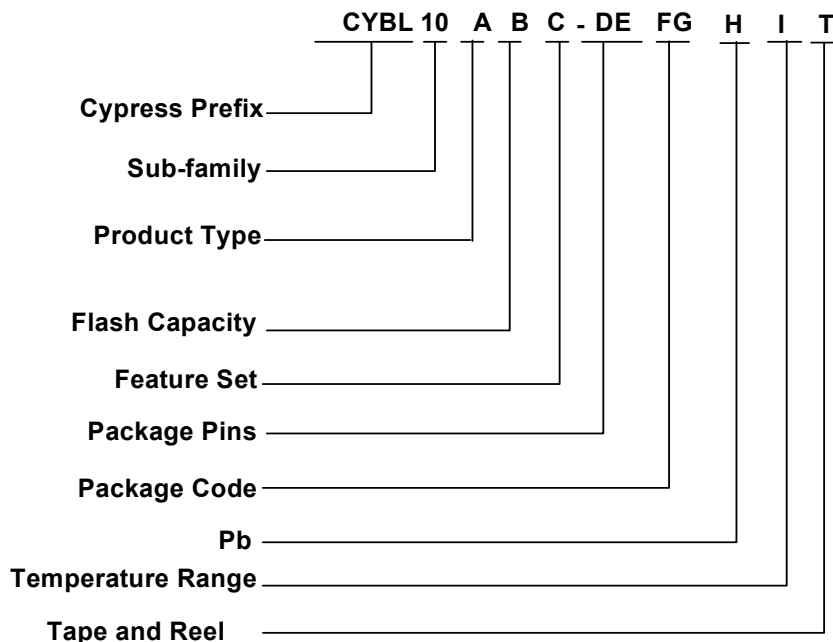 CYBL 10 A B C - DE FG H I T
Cypress Prefix
Sub-family
Product Type
Flash Capacity
Feature Set
Package Pins
Package Code
Pb
Temperature Range
Tape and Reel